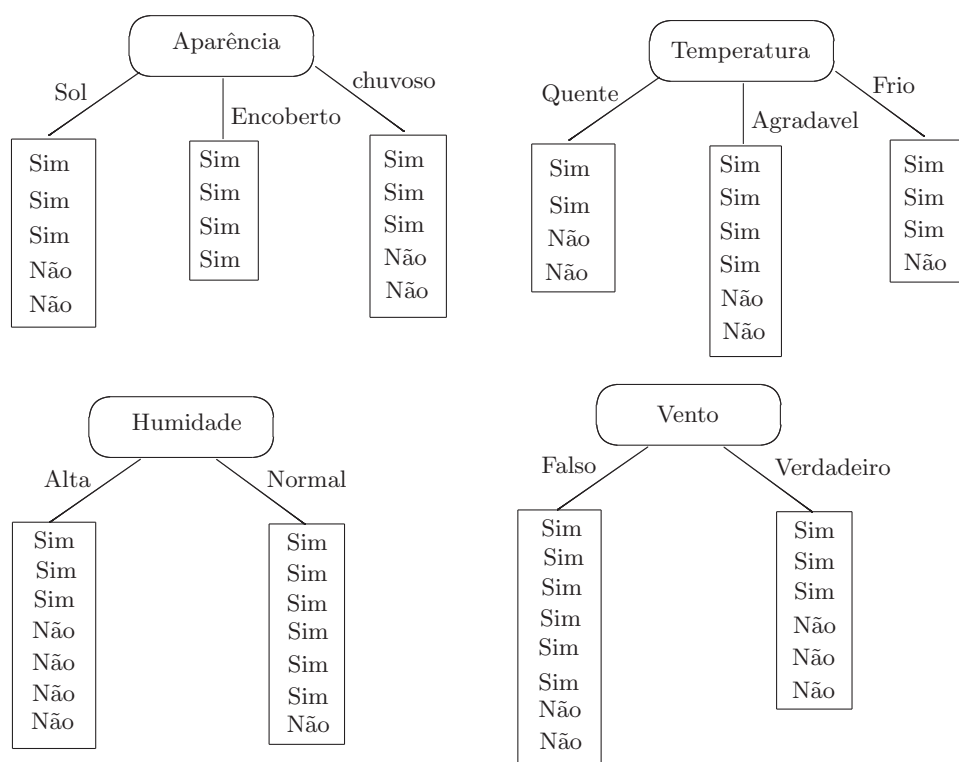 Aparência
Sol
Encoberto
chuvoso
Sim
Sim
Sim
Não
Não
Sim
Sim
Sim
Sim
Sim
Sim
Sim
Não
Não
Temperatura
Quente
Agradavel
Frio
Sim
Sim
Não
Não
Sim
Sim
Sim
Sim
Não
Não
Sim
Sim
Sim
Não
Humidade
Alta
Normal
Sim
Sim
Sim
Não
Não
Não
Não
Sim
Sim
Sim
Sim
Sim
Sim
Não
Vento
Falso
Verdadeiro
Sim
Sim
Sim
Sim
Sim
Sim
Não
Não
Sim
Sim
Sim
Não
Não
Não